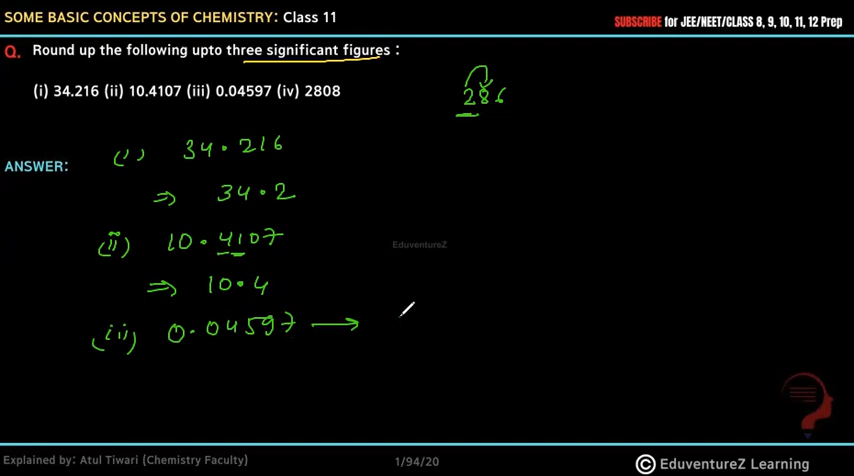 SOME BASIC CONCEPTS OF CHEMISTRY: Class 11
SUBSCRIBE for JEE/NEET/CLASS 8, 9, 10, 11, 12 Prep
Q. Round up the following upto three significant figures :
(i) 34.216 (ii) 10.4107 (iii) 0.04597 (iv) 2808
286
ANSWER:
(i) 34.216
⇒ 34.2
(ii) 10.4107
EduventureZ
⇒ 10.4
(iii) 0.04597 →
Explained by: Atul Tiwari (Chemistry Faculty)
1/94/20
© EduventureZ Learning